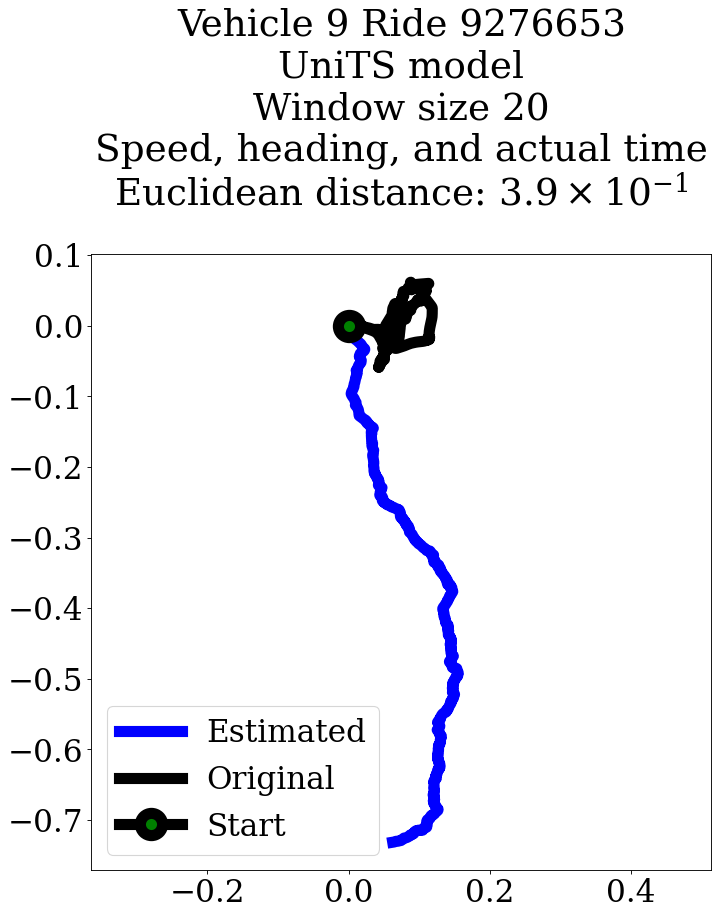 Vehicle 9 Ride 9276653
UniTS model
Window size 20
Speed, heading, and actual time
Euclidean distance: 3.9 × 10⁻¹
0.1
0.0
−0.1
−0.2
−0.3
−0.4
−0.5
−0.6
−0.7
Estimated
Original
Start
−0.2 0.0 0.2 0.4